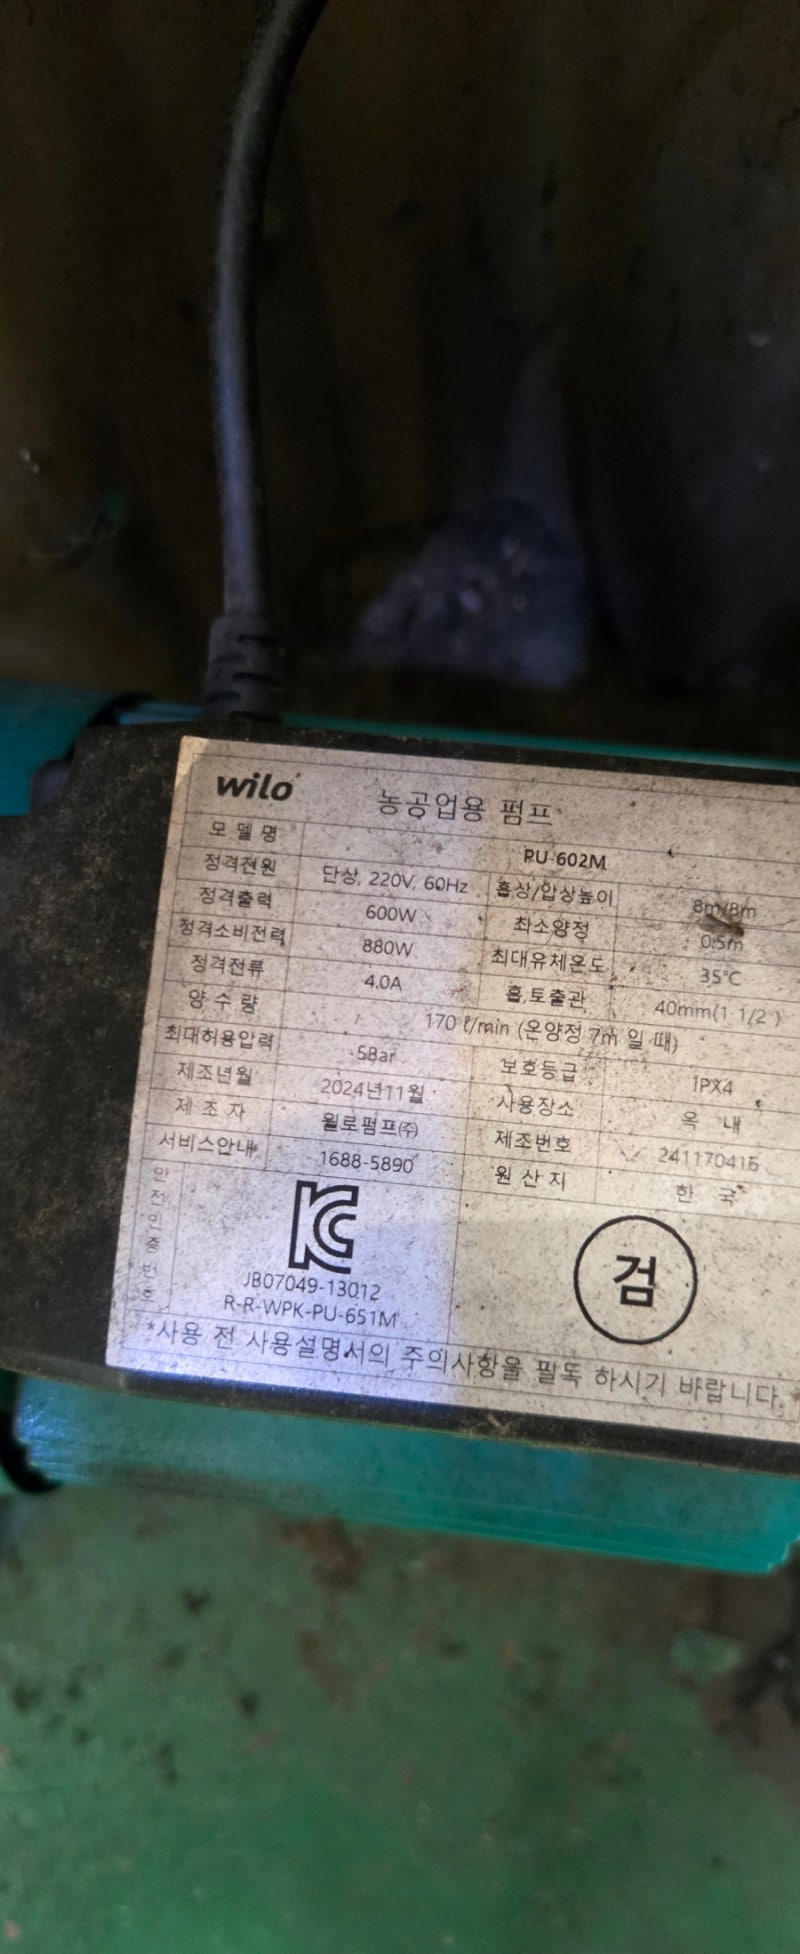 wilo 농공업용 펌프
모 델 명 PU-602M
정격전원 단상, 220V, 60Hz 흡상/압상높이 8m/8m
정격출력 600W 최소양정 0.5m
정격소비전력 880W 최대유체온도 35℃
정격전류 4.0A 흡,토출관 40mm(1 1/2")
양 수 량 170 ℓ/min (온양정 7m 일 때)
최대허용압력 5Bar 보호등급 IPX4
제조년월 2024년11월 사용장소 옥 내
제 조 자 윌로펌프㈜ 제조번호 241170416
서비스안내 1688-5890 원 산 지 한 국
안전인증번호
KC
JB07049-13012
R-R-WPK-PU-651M
검
*사용 전 사용설명서의 주의사항을 필독 하시기 바랍니다.